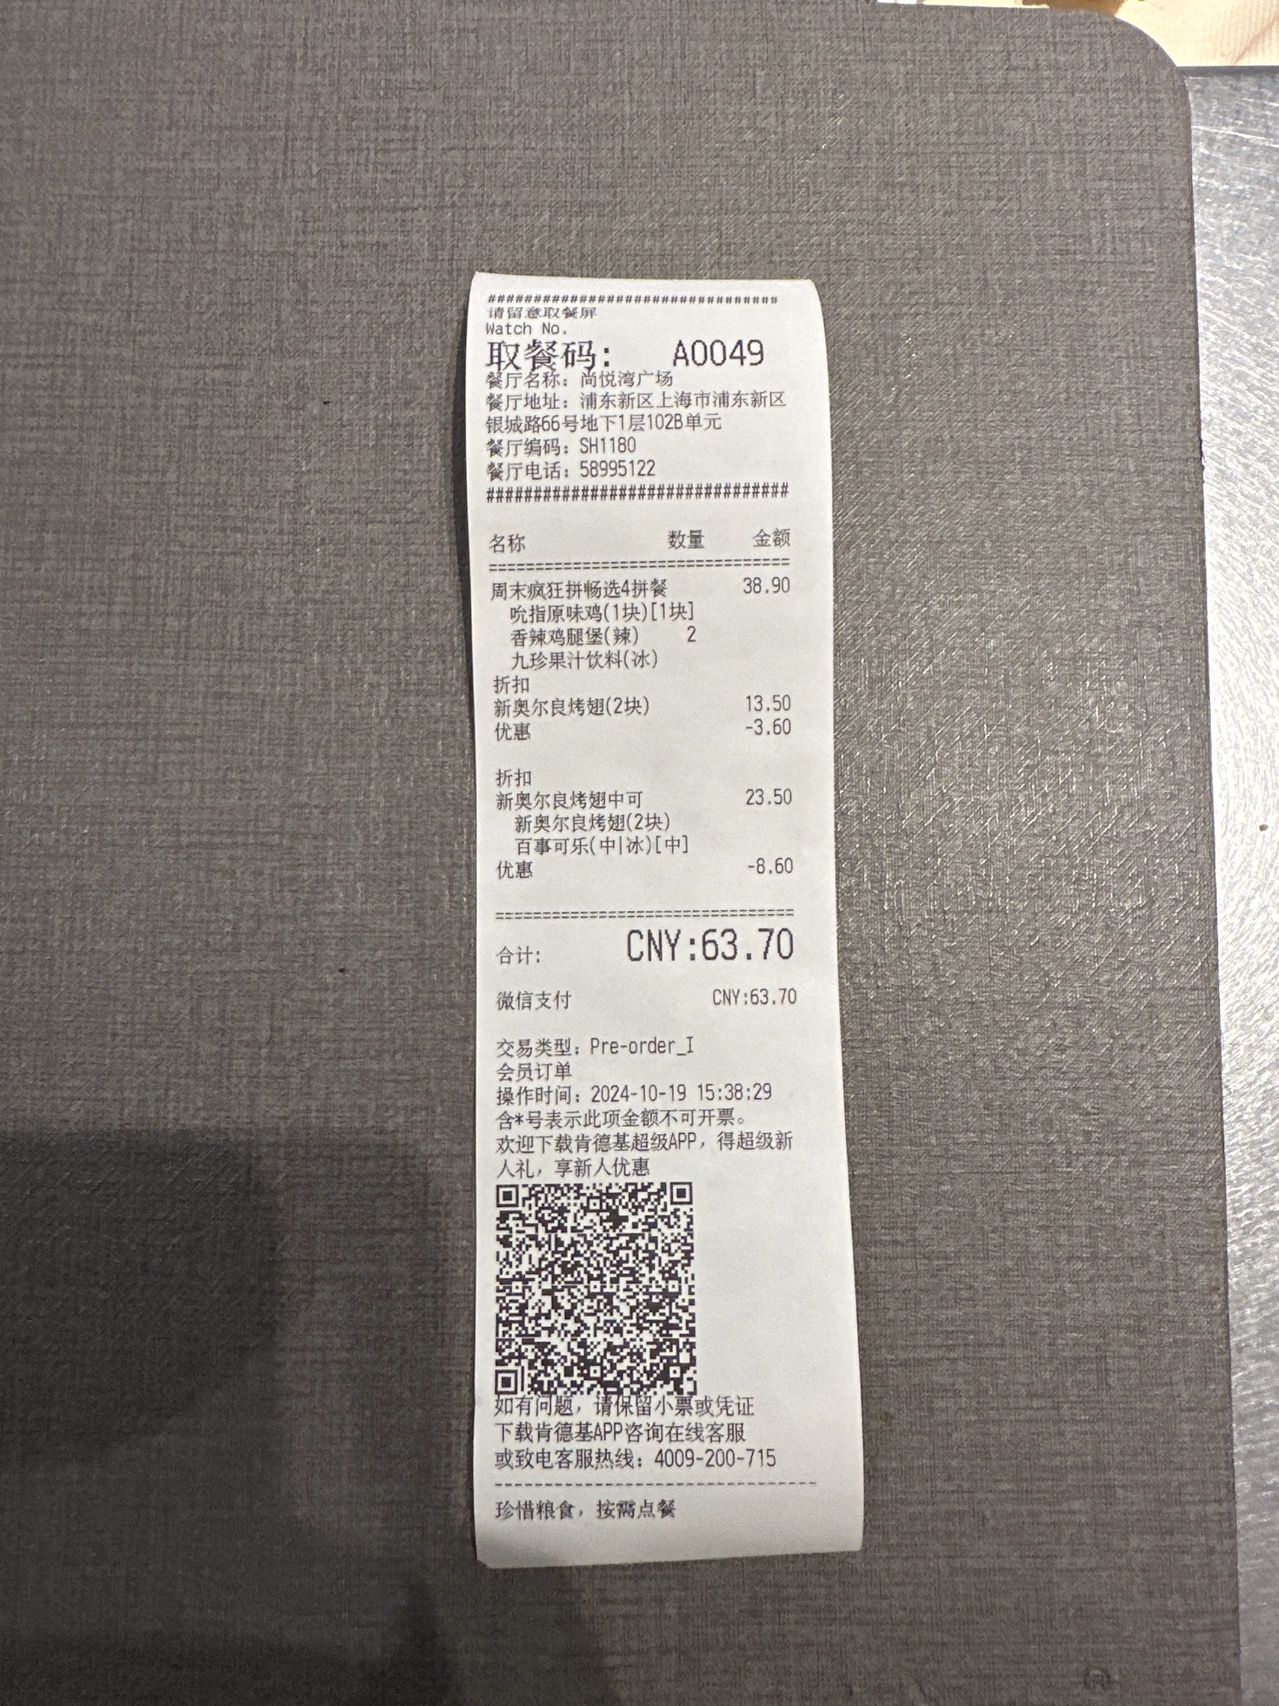 ################################
请留意取餐屏
Watch No.
取餐码: A0049
餐厅名称: 尚悦湾广场
餐厅地址: 浦东新区上海市浦东新区
银城路66号地下1层102B单元
餐厅编码: SH1180
餐厅电话: 58995122
################################
名称 数量 金额
================================
周末疯狂拼畅选4拼餐 38.90
吮指原味鸡(1块)[1块]
香辣鸡腿堡(辣) 2
九珍果汁饮料(冰)
折扣
新奥尔良烤翅(2块) 13.50
优惠 -3.60
折扣
新奥尔良烤翅中可 23.50
新奥尔良烤翅(2块)
百事可乐(中|冰)[中]
优惠 -8.60
================================
合计: CNY:63.70
微信支付 CNY:63.70
交易类型: Pre-order_I
会员订单
操作时间: 2024-10-19 15:38:29
含*号表示此项金额不可开票。
欢迎下载肯德基超级APP，得超级新
人礼，享新人优惠
如有问题，请保留小票或凭证
下载肯德基APP咨询在线客服
或致电客服热线: 4009-200-715
--------------------------------
珍惜粮食，按需点餐